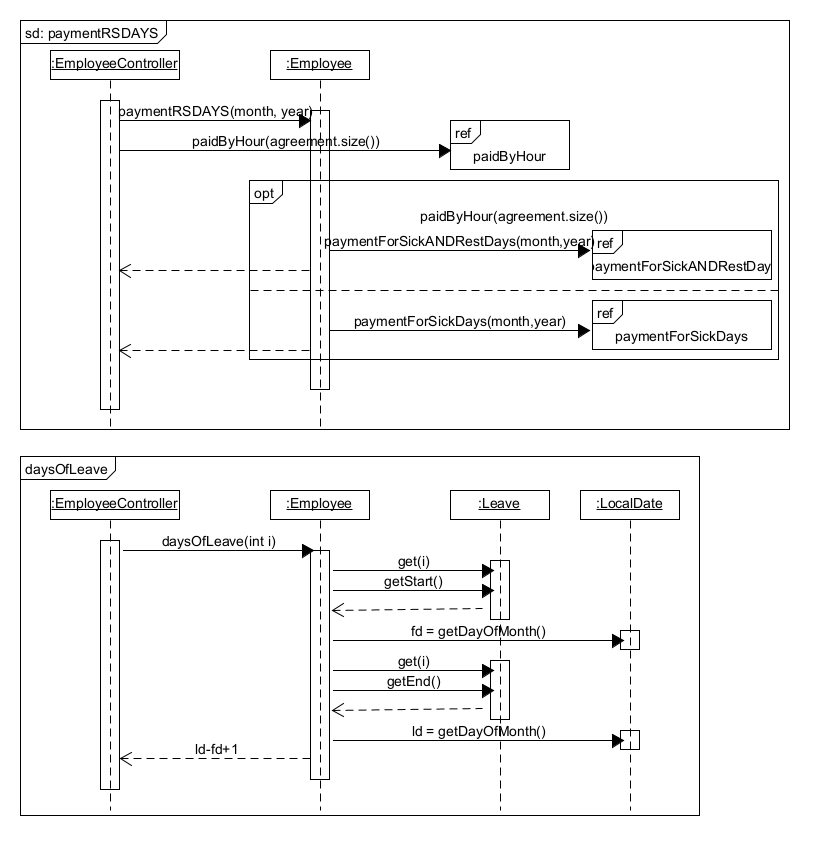 sd: paymentRSDAYS
:EmployeeController
:Employee
paymentRSDAYS(month, year)
paidByHour(agreement.size())
ref
paidByHour
opt
paidByHour(agreement.size())
paymentForSickANDRestDays(month,year)
ref
paymentForSickANDRestDay
paymentForSickDays(month,year)
ref
paymentForSickDays
daysOfLeave
:EmployeeController
:Employee
:Leave
:LocalDate
daysOfLeave(int i)
get(i)
getStart()
fd = getDayOfMonth()
get(i)
getEnd()
ld = getDayOfMonth()
ld-fd+1